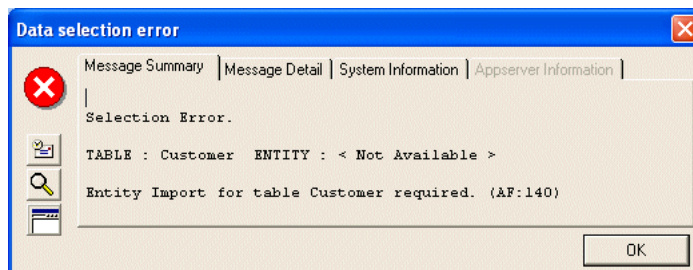 Data selection error
Message Summary Message Detail System Information Appserver Information
Selection Error.
TABLE : Customer ENTITY : < Not Available >
Entity Import for table Customer required. (AF:140)
OK